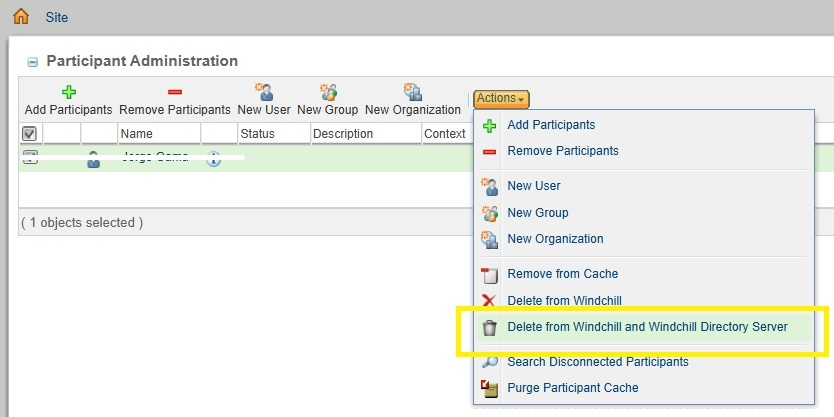 Site
Participant Administration
Add Participants Remove Participants New User New Group New Organization Actions
Name Status Description Context
( 1 objects selected )
Add Participants
Remove Participants
New User
New Group
New Organization
Remove from Cache
Delete from Windchill
Delete from Windchill and Windchill Directory Server
Search Disconnected Participants
Purge Participant Cache